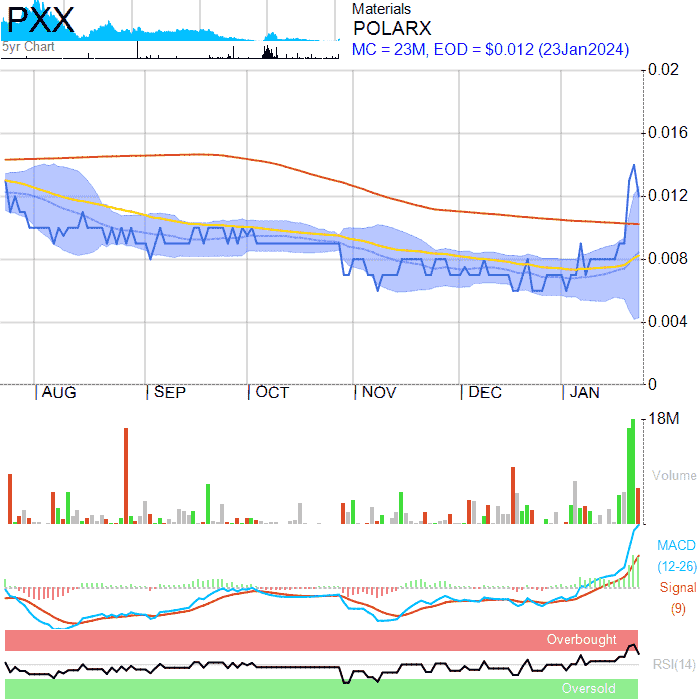 PXX
5yr Chart
Materials
POLARX
MC = 23M, EOD = $0.012 (23Jan2024)
0.02
0.016
0.012
0.008
0.004
0
AUG SEP OCT NOV DEC JAN
18M
Volume
MACD
(12-26)
Signal
(9)
Overbought
RSI(14)
Oversold